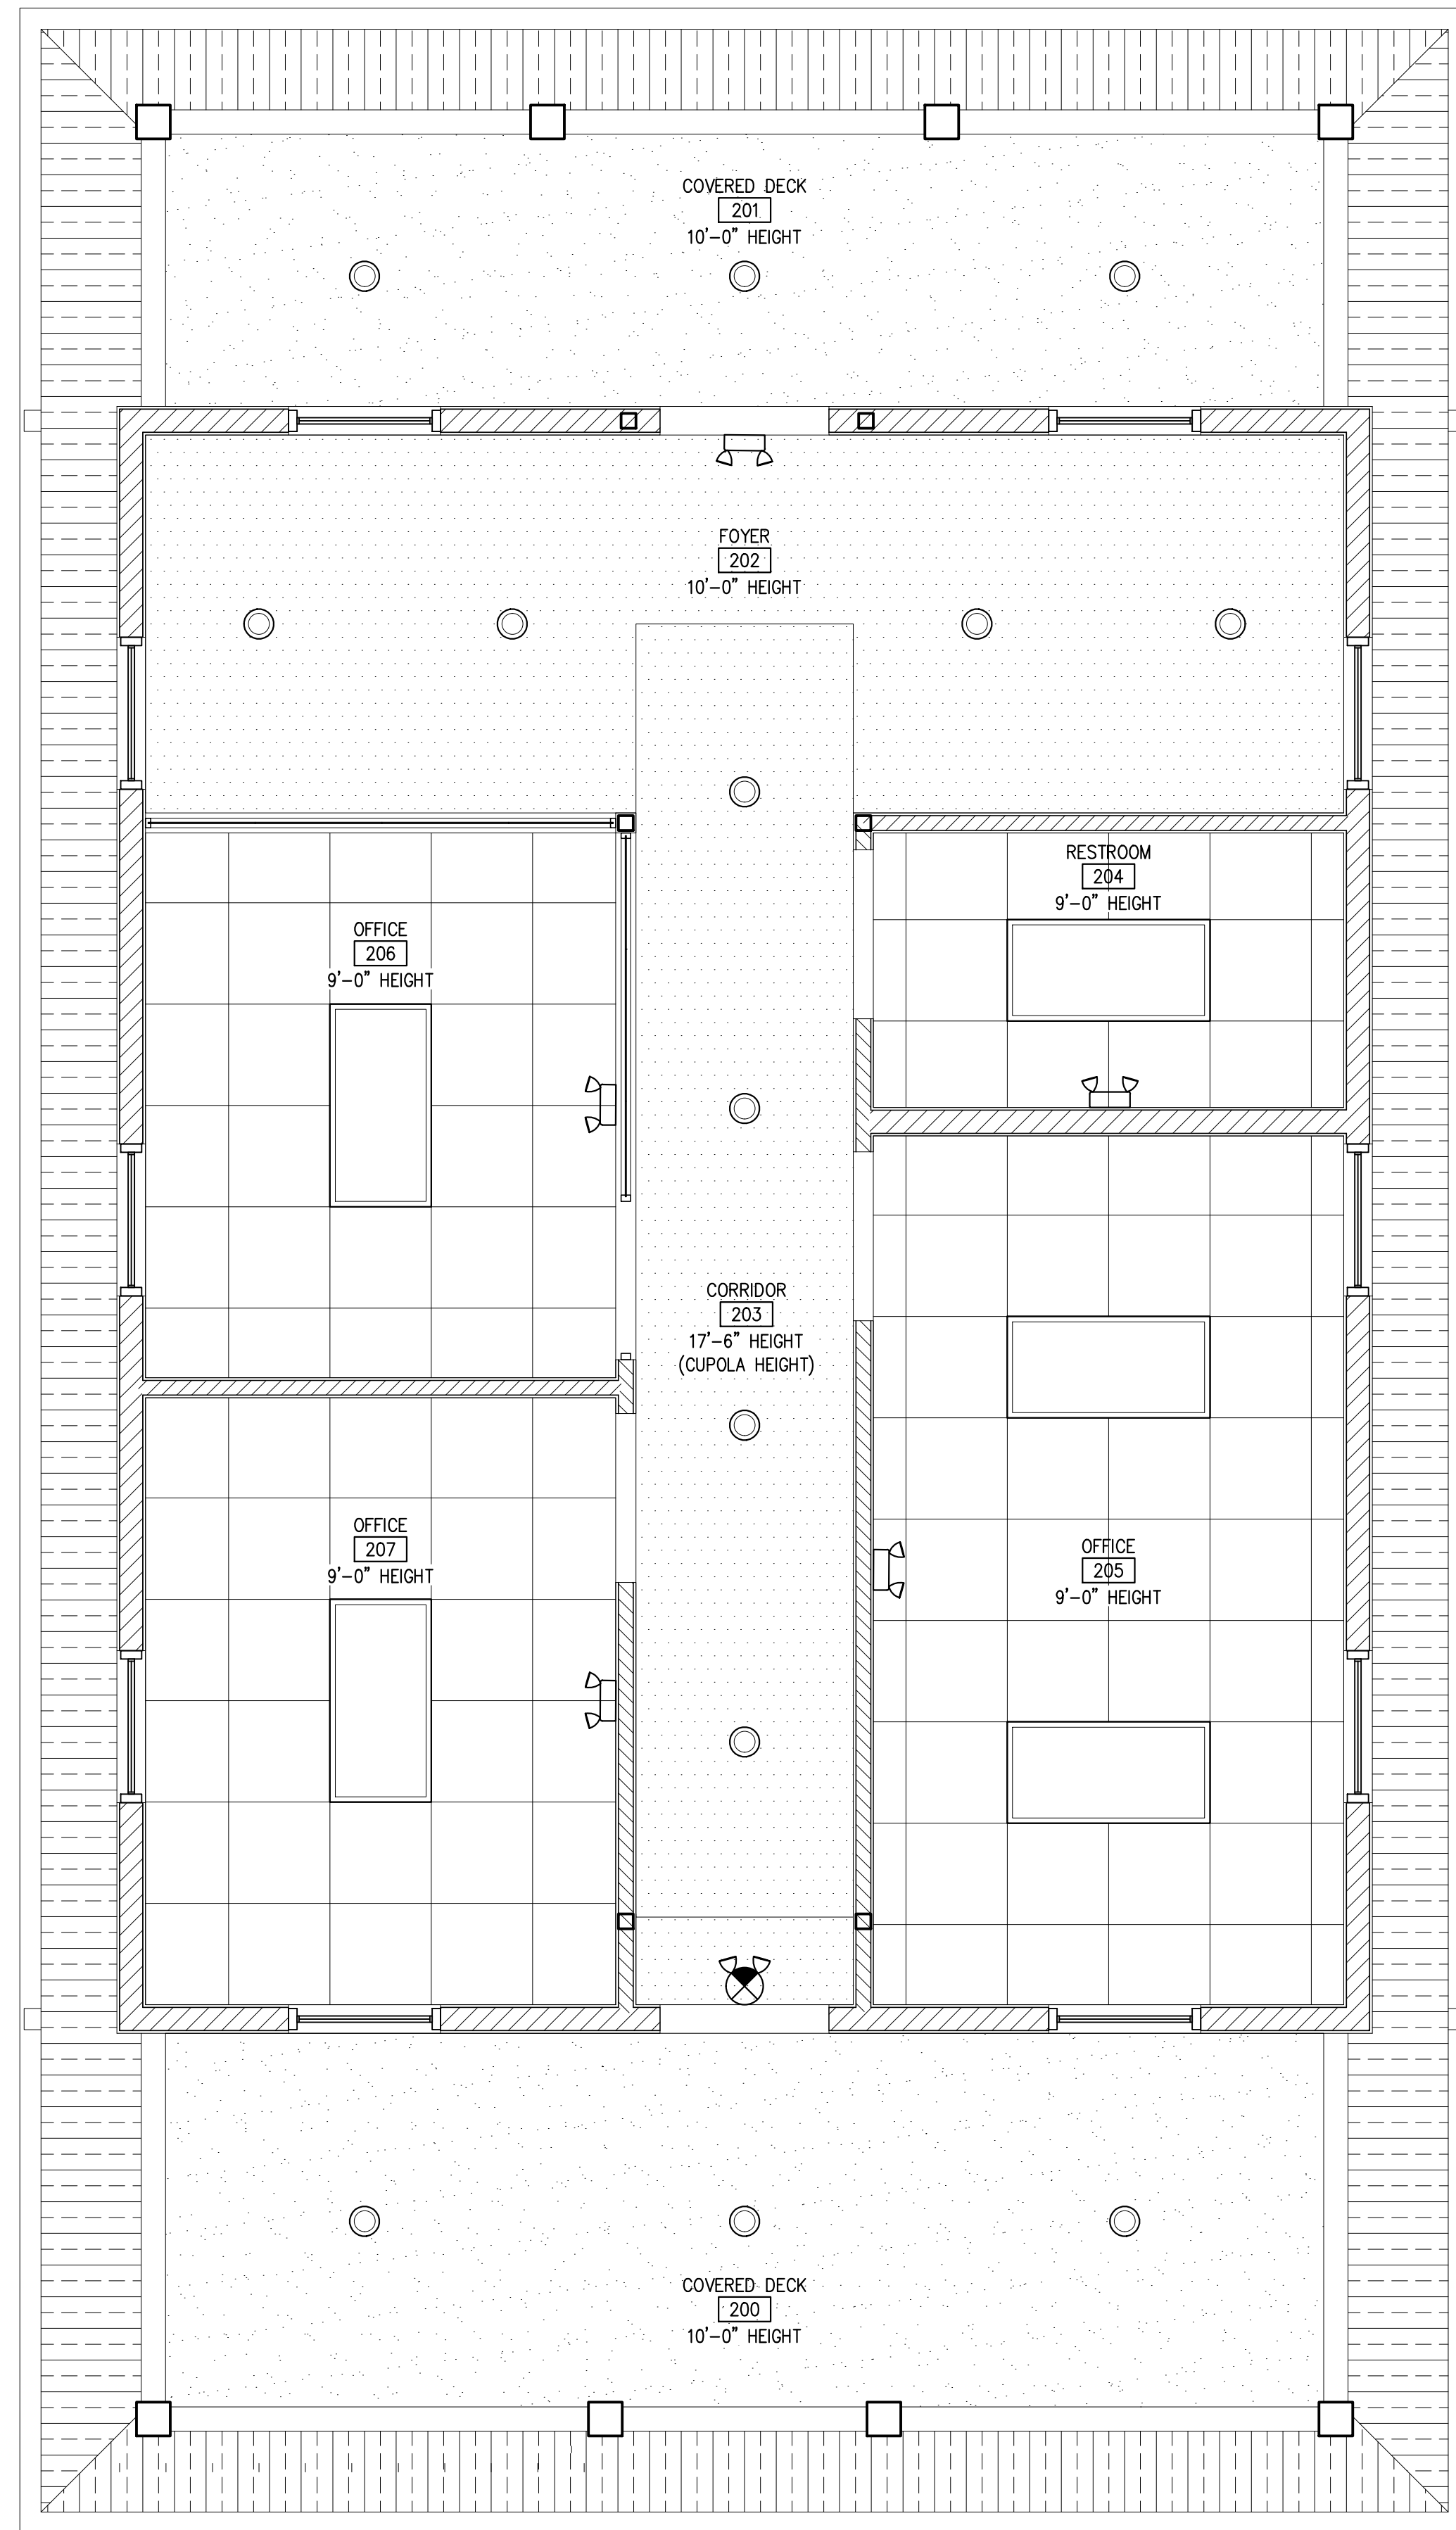 COVERED DECK
201
10'-0" HEIGHT
FOYER
202
10'-0" HEIGHT
RESTROOM
204
9'-0" HEIGHT
OFFICE
206
9'-0" HEIGHT
CORRIDOR
203
17'-6" HEIGHT
(CUPOLA HEIGHT)
OFFICE
207
9'-0" HEIGHT
OFFICE
205
9'-0" HEIGHT
COVERED DECK
200
10'-0" HEIGHT